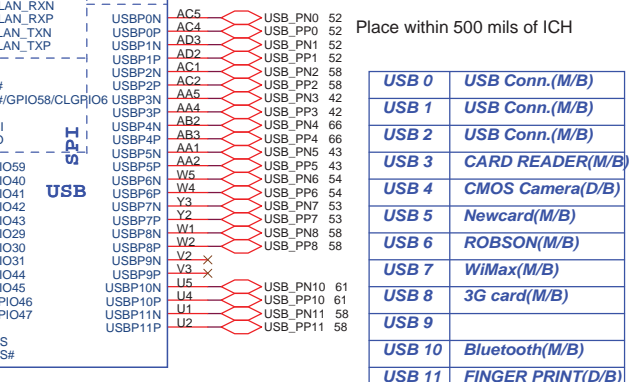 LAN_RXN
LAN_RXP
LAN_TXN
LAN_TXP
#/GPIO58/CLGPIO6
SPI
USB
IO59
IO40
IO41
IO42
IO43
IO29
IO30
IO31
IO44
IO45
PIO46
PIO47
S
S#
USBP0N AC5 USB_PN0 52
USBP0P AC4 USB_PP0 52
USBP1N AD3 USB_PN1 52
USBP1P AD2 USB_PP1 52
USBP2N AC1 USB_PN2 58
USBP2P AC2 USB_PP2 58
USBP3N AA5 USB_PN3 42
USBP3P AA4 USB_PP3 42
USBP4N AB2 USB_PN4 66
USBP4P AB3 USB_PP4 66
USBP5N AA1 USB_PN5 43
USBP5P AA2 USB_PP5 43
USBP6N W5 USB_PN6 54
USBP6P W4 USB_PP6 54
USBP7N Y3 USB_PN7 53
USBP7P Y2 USB_PP7 53
USBP8N W1 USB_PN8 58
USBP8P W2 USB_PP8 58
USBP9N V2
USBP9P V3
USBP10N U5 USB_PN10 61
USBP10P U4 USB_PP10 61
USBP11N U1 USB_PN11 58
USBP11P U2 USB_PP11 58
Place within 500 mils of ICH
USB 0 USB Conn.(M/B)
USB 1 USB Conn.(M/B)
USB 2 USB Conn.(M/B)
USB 3 CARD READER(M/B)
USB 4 CMOS Camera(D/B)
USB 5 Newcard(M/B)
USB 6 ROBSON(M/B)
USB 7 WiMax(M/B)
USB 8 3G card(M/B)
USB 9
USB 10 Bluetooth(M/B)
USB 11 FINGER PRINT(D/B)